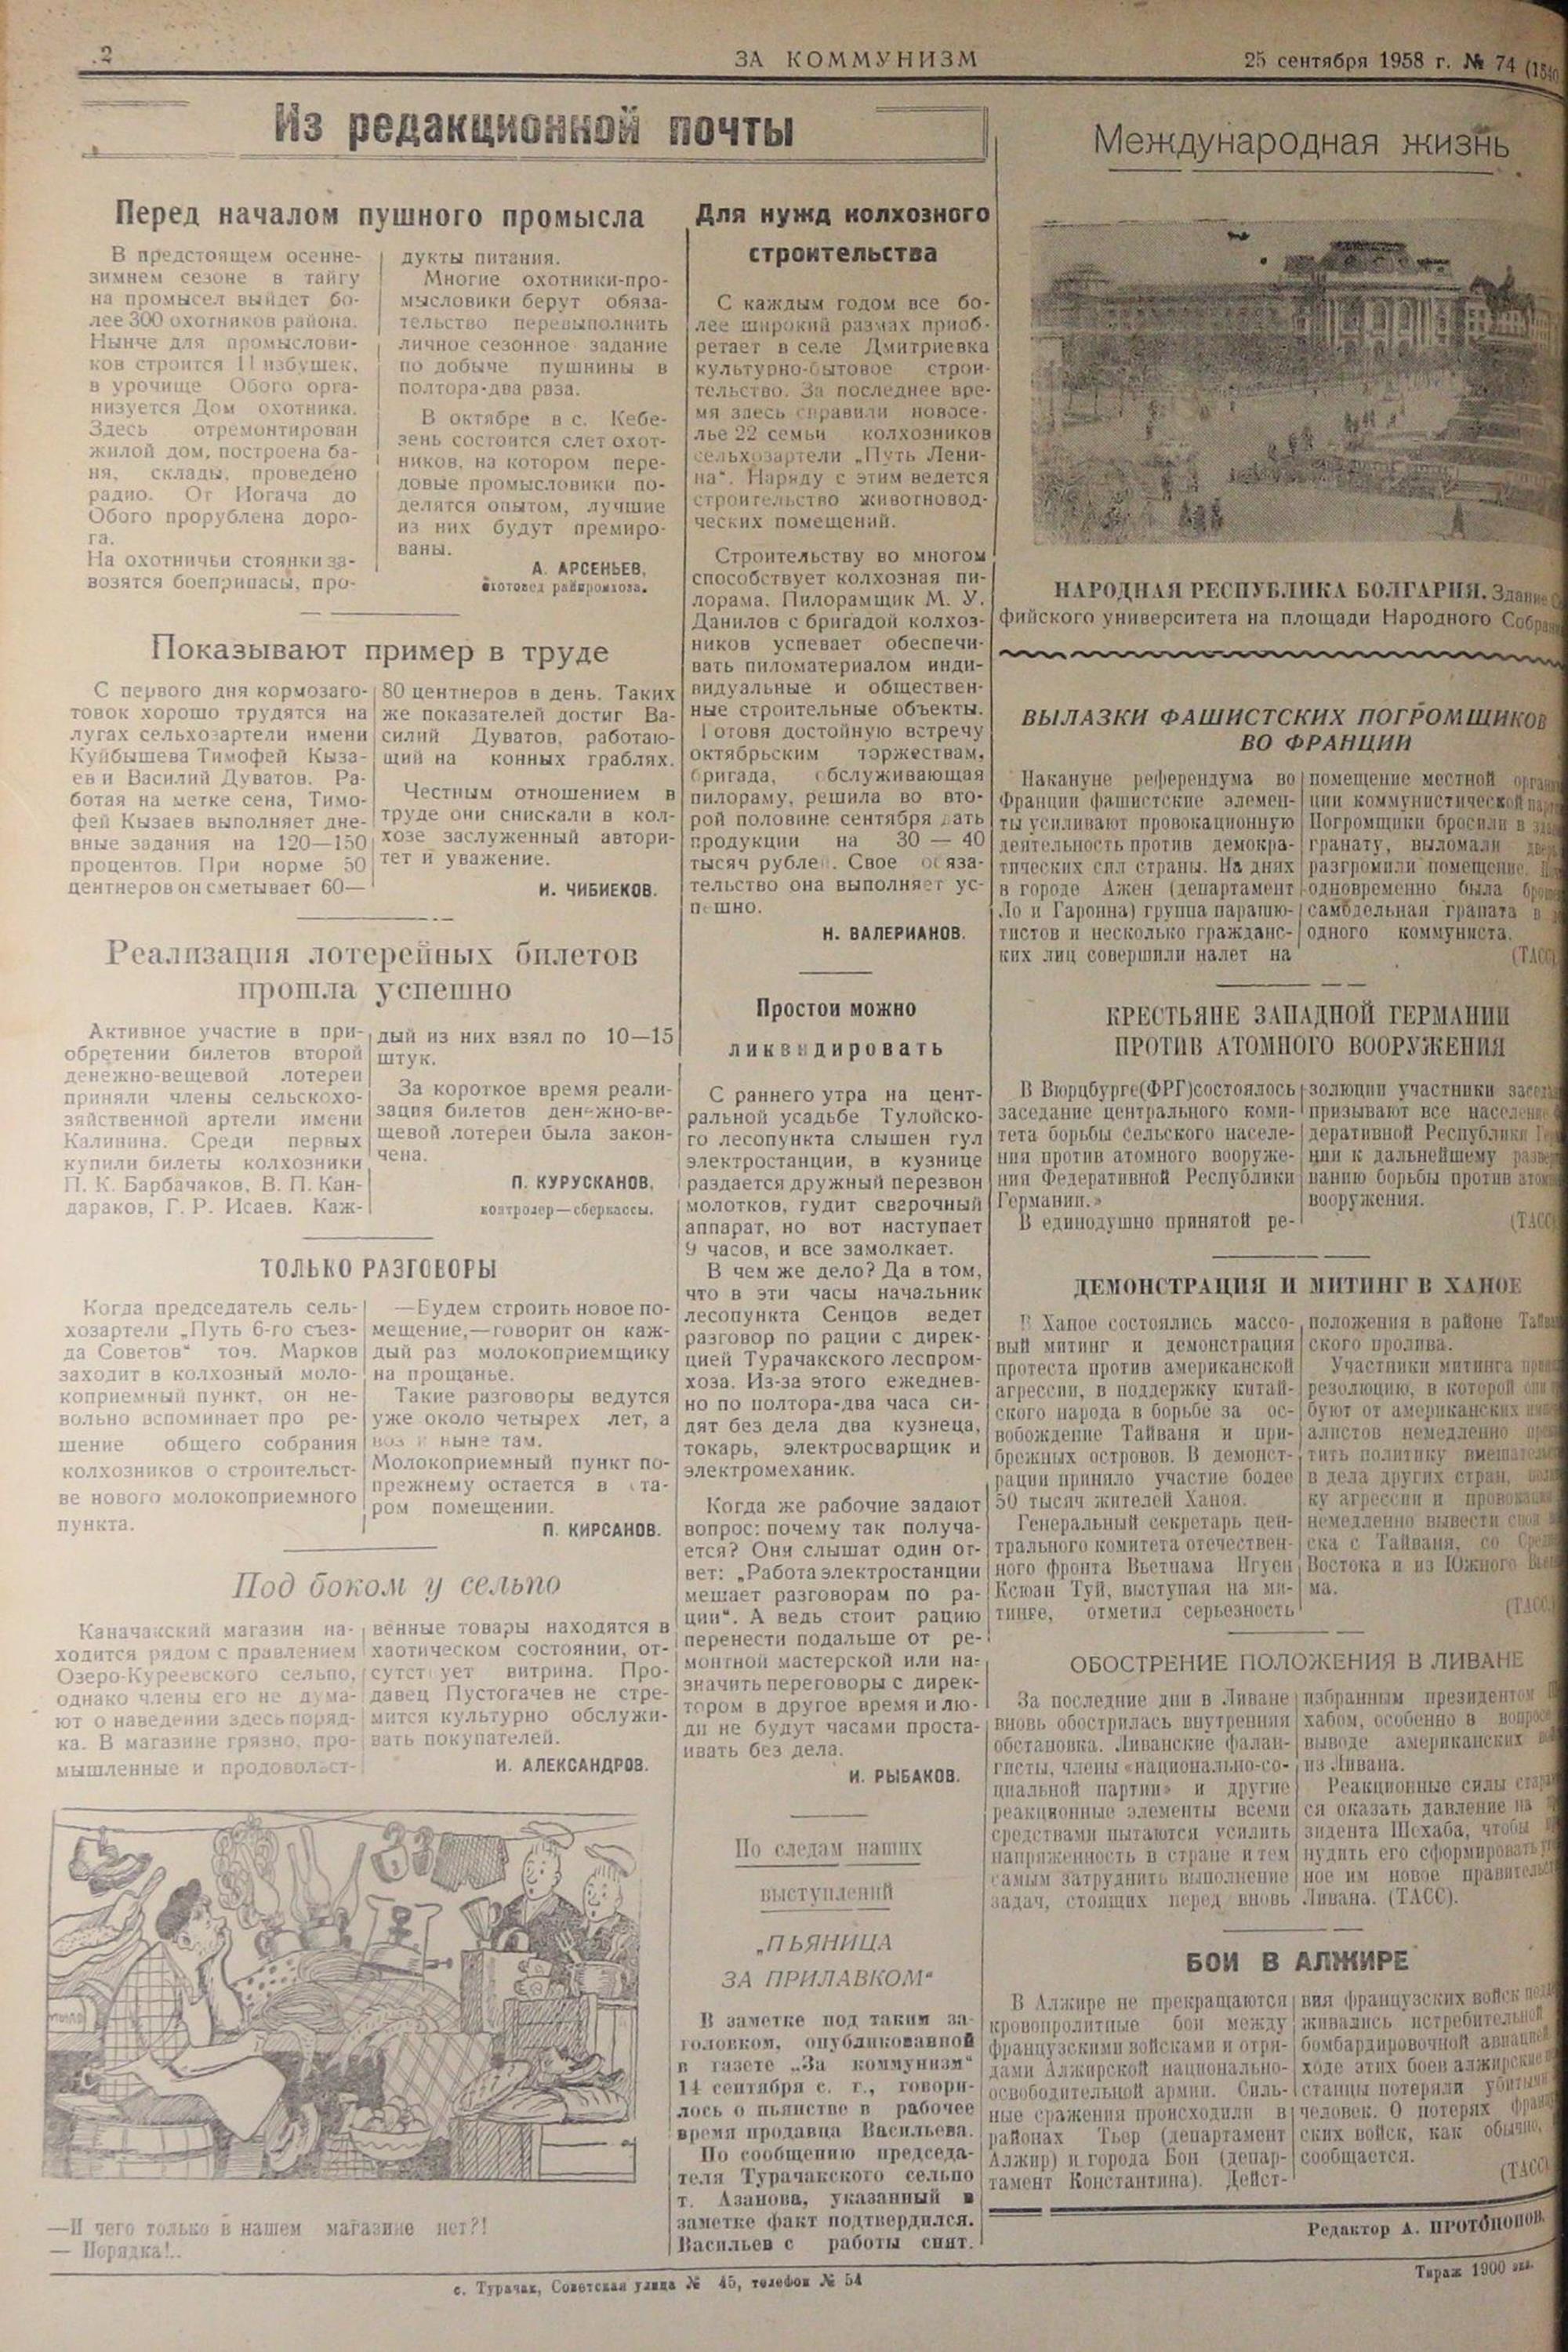 2
ЗА КОММУНИЗМ
25 сентября 1958 г. № 74
Из редакционной почты
Перед началом пушного промысла
В предстоящем осенне-
зимнем сезоне в тайгу
на промысел выйдет бо-
лее 300 охотников района.
Нынче для промыслови-
ков строится 11 избушек,
в урочище Обого орга-
низуется Дом охотника.
Здесь отремонтирован
жилой дом, построена ба-
ня, склады, проведено
радио. От Иогача до
Обого прорублена доро-
га.
На охотничьи стоянки за-
возятся боеприпасы, про-
дукты питания.
Многие охотники-про-
мысловики берут обяза-
тельство перевыполнить
личное сезонное задание
по добыче пушнины в
полтора-два раза.
В октябре в с. Кебе-
зень состоится слет охот-
ников, на котором пере-
довые промысловики по-
делятся опытом, лучшие
из них будут премиро-
ваны.
А. АРСЕНЬЕВ,
охотовед райпромхоза.
Показывают пример в труде
С первого дня кормозаго-
товок хорошо трудятся на
лугах сельхозартели имени
Куйбышева Тимофей Кыза-
ев и Василий Дуватов. Ра-
ботая на метке сена, Тимо-
фей Кызаев выполняет дне-
вные задания на 120—150
процентов. При норме 50
центнеров он сметывает 60—
80 центнеров в день. Таких
же показателей достиг Ва-
силий Дуватов, работаю-
щий на конных граблях.
Честным отношением в
труде они снискали в кол-
хозе заслуженный автори-
тет и уважение.
И. ЧИБИЕКОВ.
Реализация лотерейных билетов
прошла успешно
Активное участие в при-
обретении билетов второй
денежно-вещевой лотереи
приняли члены сельскохо-
зяйственной артели имени
Калинина. Среди первых
купили билеты колхозники
П. К. Барбачаков, В. П. Кан-
дараков, Г. Р. Исаев. Каж-
дый из них взял по 10—15
штук.
За короткое время реали-
зация билетов денежно-ве-
щевой лотереи была закон-
чена.
П. КУРУСКАНОВ,
контролер—сберкассы.
ТОЛЬКО РАЗГОВОРЫ
Когда председатель сель-
хозартели „Путь 6-го съез-
да Советов“ тов. Марков
заходит в колхозный моло-
коприемный пункт, он не-
вольно вспоминает про ре-
шение общего собрания
колхозников о строительст-
ве нового молокоприемного
пункта.
—Будем строить новое по-
мещение,—говорит он каж-
дый раз молокоприемщику
на прощанье.
Такие разговоры ведутся
уже около четырех лет, а
воз и ныне там.
Молокоприемный пункт по-
прежнему остается в ста-
ром помещении.
П. КИРСАНОВ.
Под боком у сельпо
Каначакский магазин на-
ходится рядом с правлением
Озеро-Куреевского сельпо,
однако члены его не дума-
ют о наведении здесь поряд-
ка. В магазине грязно, про-
мышленные и продовольст-
венные товары находятся в
хаотическом состоянии, от-
сутствует витрина. Про-
давец Пустогачев не стре-
мится культурно обслужи-
вать покупателей.
И. АЛЕКСАНДРОВ.
—И чего только в нашем магазине нет?!
— Порядка!..
Для нужд колхозного
строительства
С каждым годом все бо-
лее широкий размах приоб-
ретает в селе Дмитриевка
культурно-бытовое строи-
тельство. За последнее вре-
мя здесь справили новосе-
лье 22 семьи колхозников
сельхозартели „Путь Лени-
на“. Наряду с этим ведется
строительство животновод-
ческих помещений.
Строительству во многом
способствует колхозная пи-
лорама. Пилорамщик М. У.
Данилов с бригадой колхоз-
ников успевает обеспечи-
вать пиломатериалом инди-
видуальные и обществен-
ные строительные объекты.
Готовя достойную встречу
октябрьским торжествам,
бригада, обслуживающая
пилораму, решила во вто-
рой половине сентября дать
продукции на 30 — 40
тысяч рублей. Свое обяза-
тельство она выполняет ус-
пешно.
Н. ВАЛЕРИАНОВ.
Простои можно
ликвидировать
С раннего утра на цент-
ральной усадьбе Тулойско-
го лесопункта слышен гул
электростанции, в кузнице
раздается дружный перезвон
молотков, гудит сварочный
аппарат, но вот наступает
9 часов, и все замолкает.
В чем же дело? Да в том,
что в эти часы начальник
лесопункта Сенцов ведет
разговор по рации с дирек-
цией Турачакского леспром-
хоза. Из-за этого ежеднев-
но по полтора-два часа си-
дят без дела два кузнеца,
токарь, электросварщик и
электромеханик.
Когда же рабочие задают
вопрос: почему так получа-
ется? Они слышат один от-
вет: „Работа электростанции
мешает разговорам по ра-
ции“. А ведь стоит рацию
перенести подальше от ре-
монтной мастерской или на-
значить переговоры с дирек-
тором в другое время и лю-
ди не будут часами проста-
ивать без дела.
И. РЫБАКОВ.
По следам наших
выступлений
„ПЬЯНИЦА
ЗА ПРИЛАВКОМ“
В заметке под таким за-
головком, опубликованной
в газете „За коммунизм“
14 сентября с. г., говори-
лось о пьянстве в рабочее
время продавца Васильева.
По сообщению председа-
теля Турачакского сельпо
т. Азанова, указанный в
заметке факт подтвердился.
Васильев с работы снят.
Международная жизнь
НАРОДНАЯ РЕСПУБЛИКА БОЛГАРИЯ. Здание
фийского университета на площади Народного
ВЫЛАЗКИ ФАШИСТСКИХ ПОГРОМЩИКОВ
ВО ФРАНЦИИ
Накануне референдума во
Франции фашистские элемен-
ты усиливают провокационную
деятельность против демокра-
тических сил страны. На днях
в городе Ажен (департамент
Ло и Гаронна) группа парашю-
тистов и несколько гражданс-
ких лиц совершили налет на
помещение местной
ции коммунистической
Погромщики бросили в
гранату, выломали
разгромили помещение.
одновременно была
самодельная граната в
одного коммуниста.
(ТАСС)
КРЕСТЬЯНЕ ЗАПАДНОЙ ГЕРМАНИИ
ПРОТИВ АТОМНОГО ВООРУЖЕНИЯ
В Вюрцбурге(ФРГ)состоялось
заседание центрального коми-
тета борьбы сельского населе-
ния против атомного вооруже-
ния Федеративной Республики
Германии.»
В единодушно принятой ре-
золюции участники
призывают все
деративной Республики
ции к дальнейшему
ванию борьбы против
вооружения.
(ТАСС)
ДЕМОНСТРАЦИЯ И МИТИНГ В ХАНОЕ
В Ханое состоялись массо-
вый митинг и демонстрация
протеста против американской
агрессии, в поддержку китай-
ского народа в борьбе за ос-
вобождение Тайваня и при-
брежных островов. В демонст-
рации приняло участие более
50 тысяч жителей Ханоя.
Генеральный секретарь цен-
трального комитета отечествен-
ного фронта Вьетнама Нгуен
Ксюан Туй, выступая на ми-
тинге, отметил серьезность
положения в районе
ского пролива.
Участники митинга
резолюцию, в которой
буют от американских
алистов немедленно
тить политику
в дела других стран,
ку агрессии и
немедленно вывести свои
ска с Тайваня, со
Востока и из Южного
ма.
(ТАСС)
ОБОСТРЕНИЕ ПОЛОЖЕНИЯ В ЛИВАНЕ
За последние дни в Ливане
вновь обострилась внутренняя
обстановка. Ливанские фалан-
гисты, члены «национально-со-
циальной партии» и другие
реакционные элементы всеми
средствами пытаются усилить
напряженность в стране и тем
самым затруднить выполнение
задач, стоящих перед вновь
избранным президентом
хабом, особенно в
выводе американских
из Ливана.
Реакционные силы
ся оказать давление на
зидента Шехаба, чтобы
нудить его сформировать
ное им новое
Ливана. (ТАСС).
БОИ В АЛЖИРЕ
В Алжире не прекращаются
кровопролитные бои между
французскими войсками и отря-
дами Алжирской национально-
освободительной армии. Силь-
ные сражения происходили в
районах Тьер (департамент
Алжир) и города Бон (депар-
тамент Константина). Дейст-
вия французских войск
живались истребительной
бомбардировочной авиацией
ходе этих боев алжирские
станцы потеряли убитыми
человек. О потерях
ских войск, как обычно,
сообщается.
(ТАСС)
Редактор А. ПРОТОПОПОВ.
с. Турачак, Советская улица № 45, телефон № 54
Тираж 1900 экз.